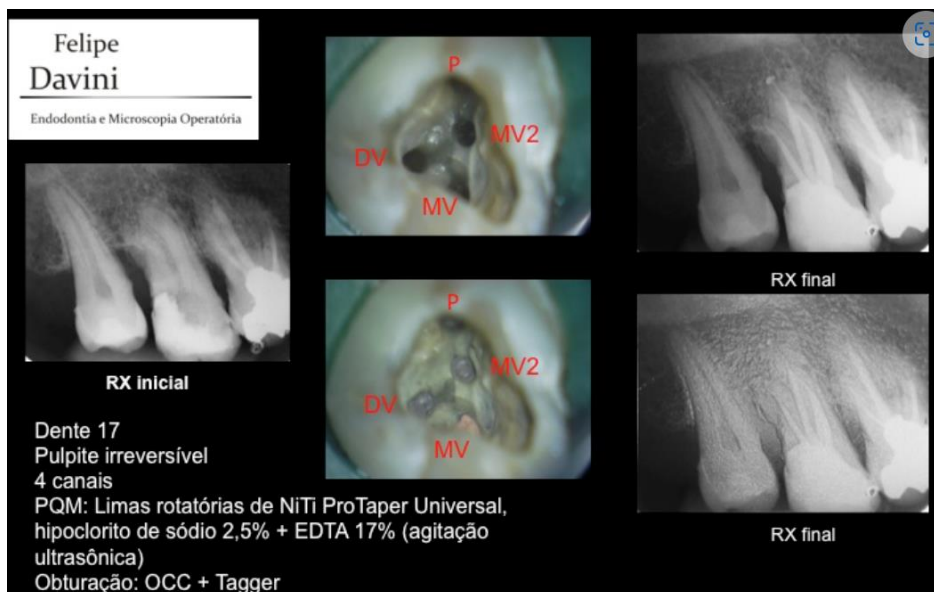 Felipe
Davini
Endodontia e Microscopia Operatória
P
MV2
DV
MV
RX final
RX inicial
P
MV2
DV
MV
RX final
Dente 17
Pulpite irreversível
4 canais
PQM: Limas rotatórias de NiTi ProTaper Universal,
hipoclorito de sódio 2,5% + EDTA 17% (agitação
ultrasônica)
Obturação: OCC + Tagger